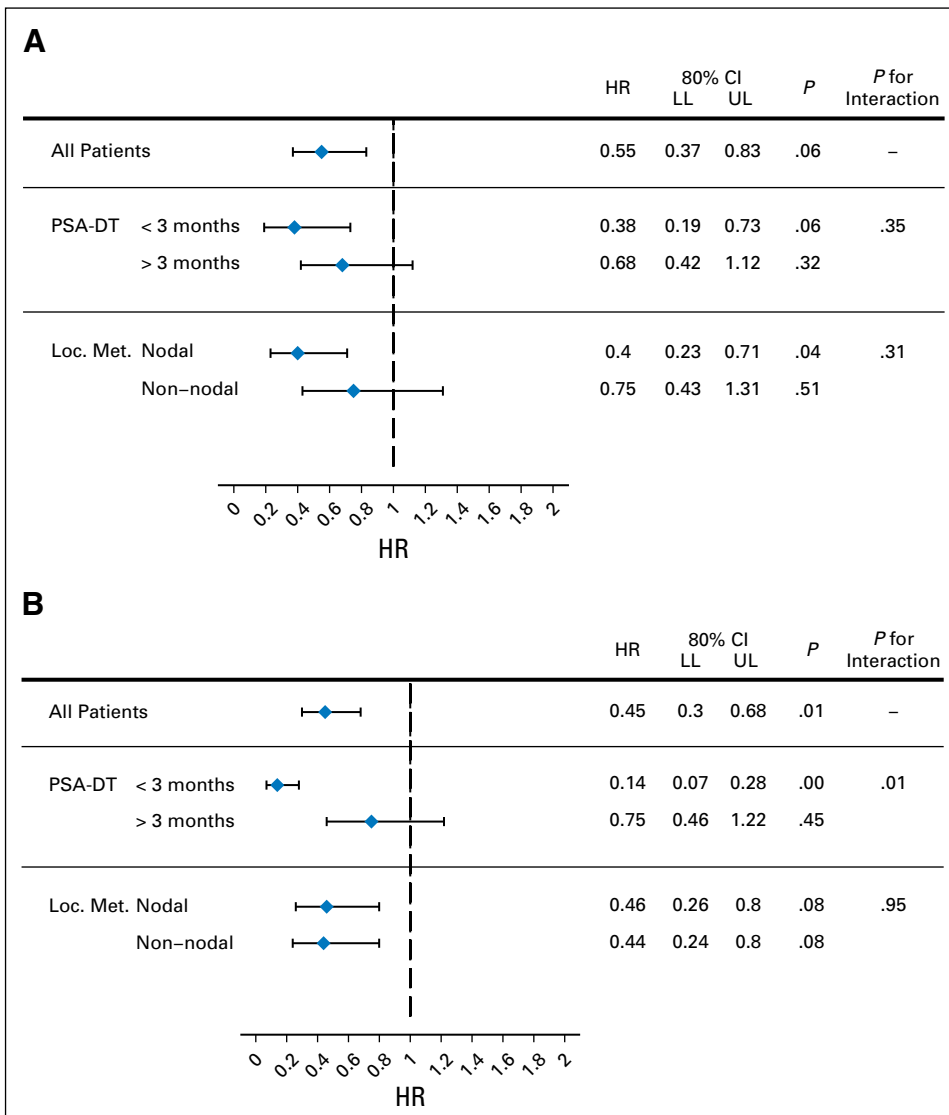 A
HR 80% CI P P for
LL UL Interaction
All Patients 0.55 0.37 0.83 .06 –
PSA-DT < 3 months 0.38 0.19 0.73 .06 .35
> 3 months 0.68 0.42 1.12 .32
Loc. Met. Nodal 0.4 0.23 0.71 .04 .31
Non–nodal 0.75 0.43 1.31 .51
0 0.2 0.4 0.6 0.8 1 1.2 1.4 1.6 1.8 2
HR
B
HR 80% CI P P for
LL UL Interaction
All Patients 0.45 0.3 0.68 .01 –
PSA-DT < 3 months 0.14 0.07 0.28 .00 .01
> 3 months 0.75 0.46 1.22 .45
Loc. Met. Nodal 0.46 0.26 0.8 .08 .95
Non–nodal 0.44 0.24 0.8 .08
0 0.2 0.4 0.6 0.8 1 1.2 1.4 1.6 1.8 2
HR